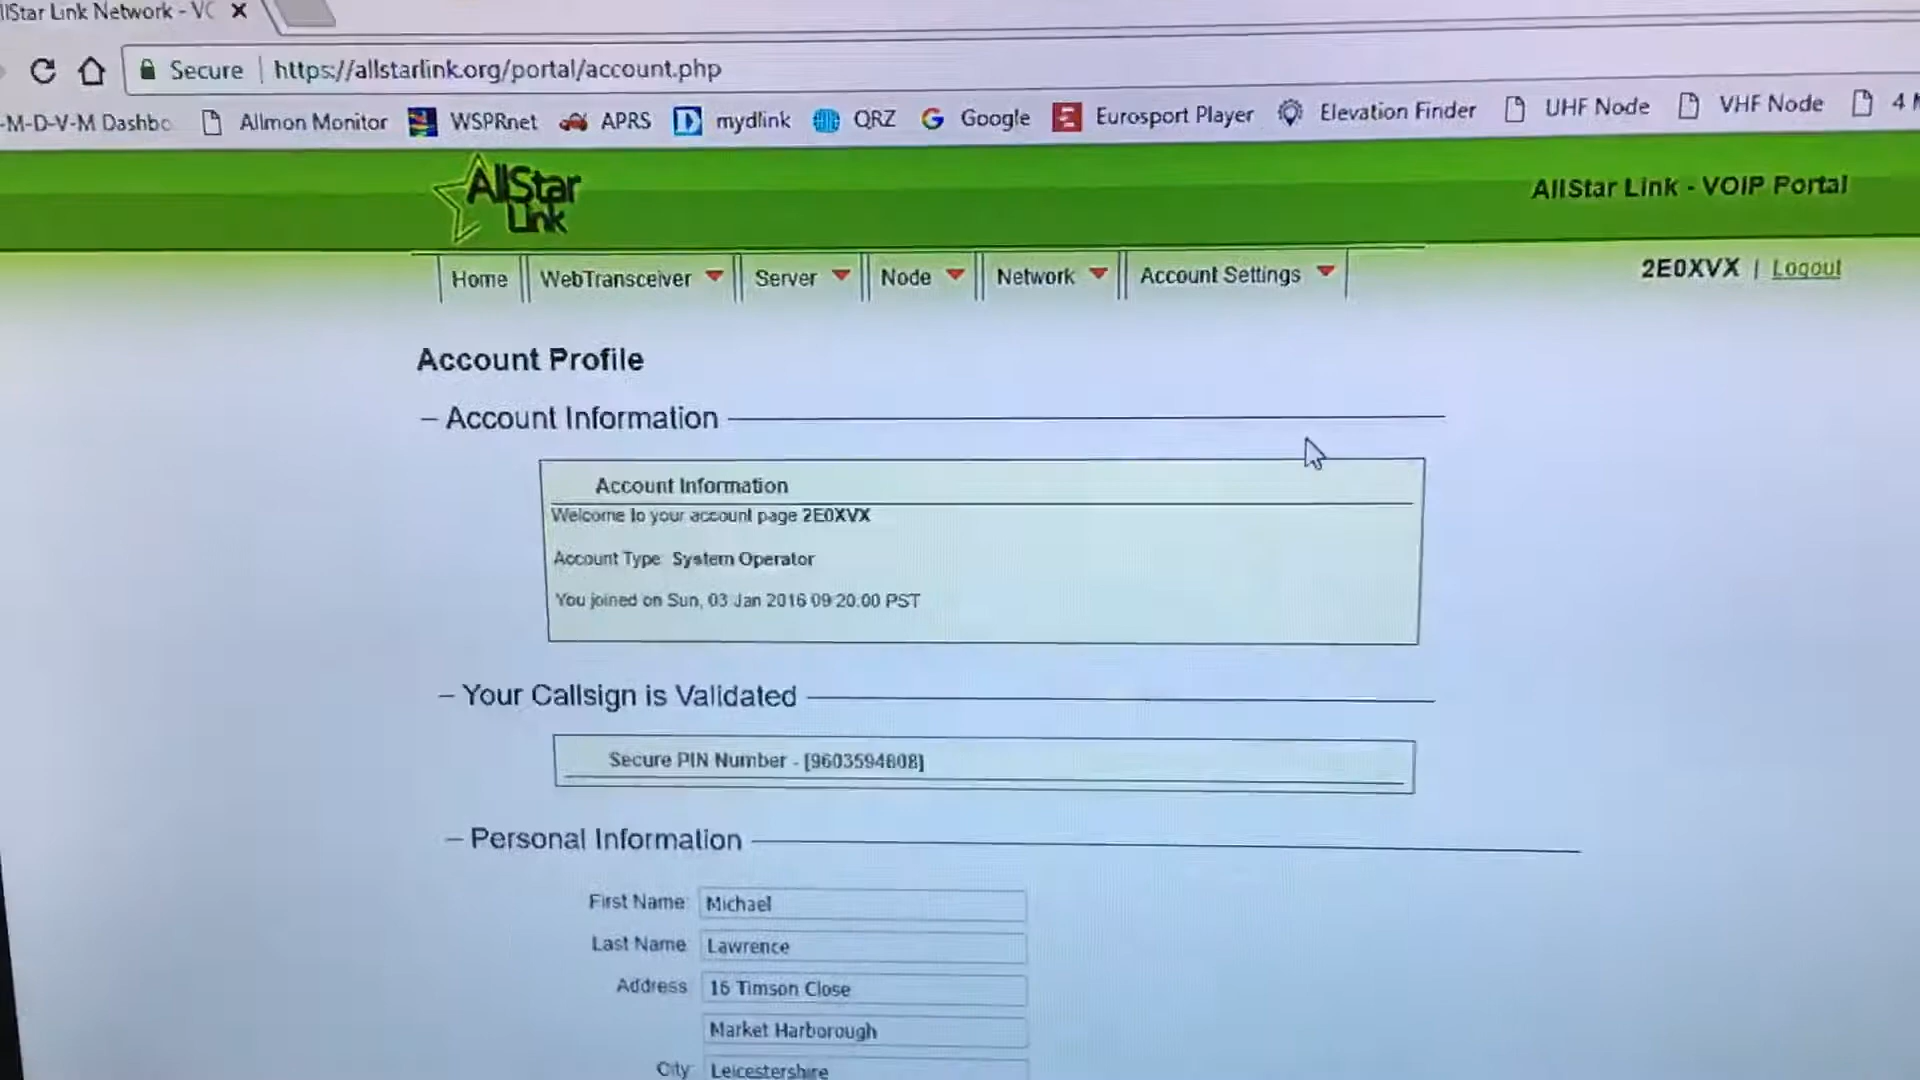 llStar Link Network - VC
Secure | https://allstarlink.org/portal/account.php
-M-D-V-M Dashbc Allmon Monitor WSPRnet APRS mydlink QRZ Google Eurosport Player Elevation Finder UHF Node VHF Node 4
AllStar Link
AllStar Link - VOIP Portal
Home WebTransceiver Server Node Network Account Settings
2E0XVX | Logout
Account Profile
Account Information
Account Information
Welcome to your account page 2E0XVX
Account Type: System Operator
You joined on Sun, 03 Jan 2016 09:20:00 PST
Your Callsign is Validated
Secure PIN Number - [9603594808]
Personal Information
First Name: Michael
Last Name: Lawrence
Address: 16 Timson Close
Market Harborough
City: Leicestershire